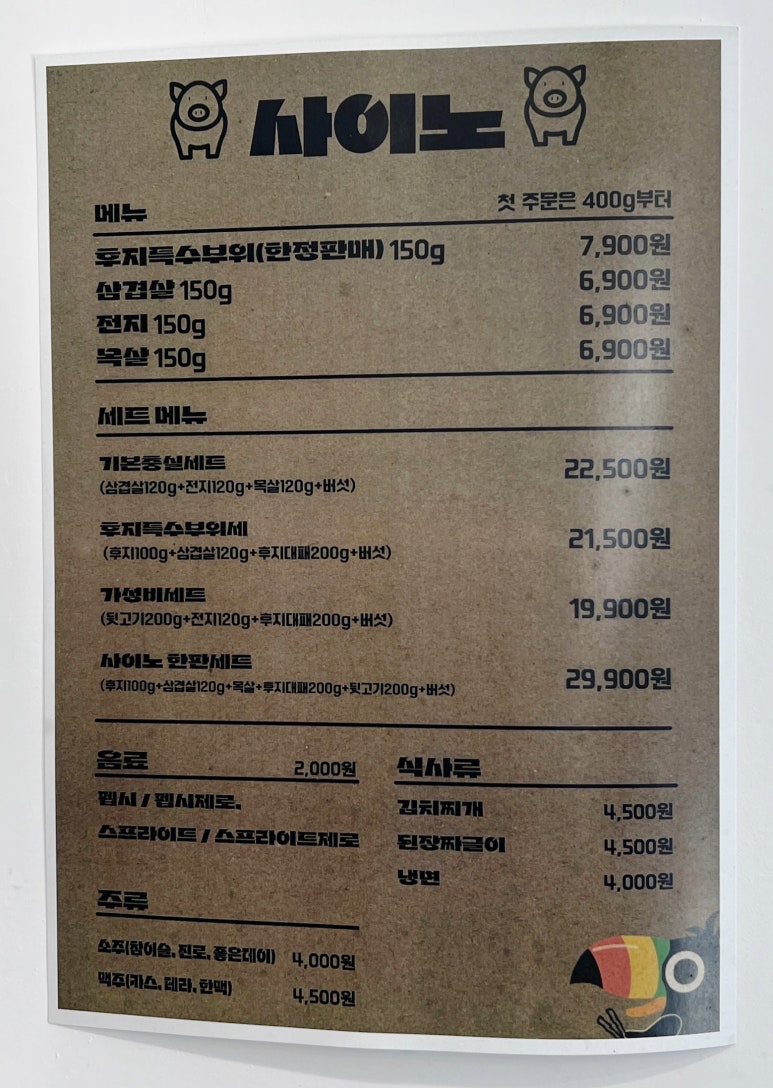 사이노
메뉴 첫 주문은 400g부터
후지특수부위(한정판매) 150g 7,900원
삼겹살 150g 6,900원
전지 150g 6,900원
목살 150g 6,900원
세트 메뉴
기본충실세트 22,500원
(삼겹살120g+전지120g+목살120g+버섯)
후지특수부위세 21,500원
(후지100g+삼겹살120g+후지대패200g+버섯)
가성비세트 19,900원
(뒷고기200g+전지120g+후지대패200g+버섯)
사이노 한판세트 29,900원
(후지100g+삼겹살120g+목살+후지대패200g+뒷고기200g+버섯)
음료 2,000원
펩시 / 펩시제로.
스프라이트 / 스프라이트제로
주류
소주(참이슬, 진로, 좋은데이) 4,000원
맥주(카스, 테라, 한맥) 4,500원
식사류
김치찌개 4,500원
된장짜글이 4,500원
냉면 4,000원